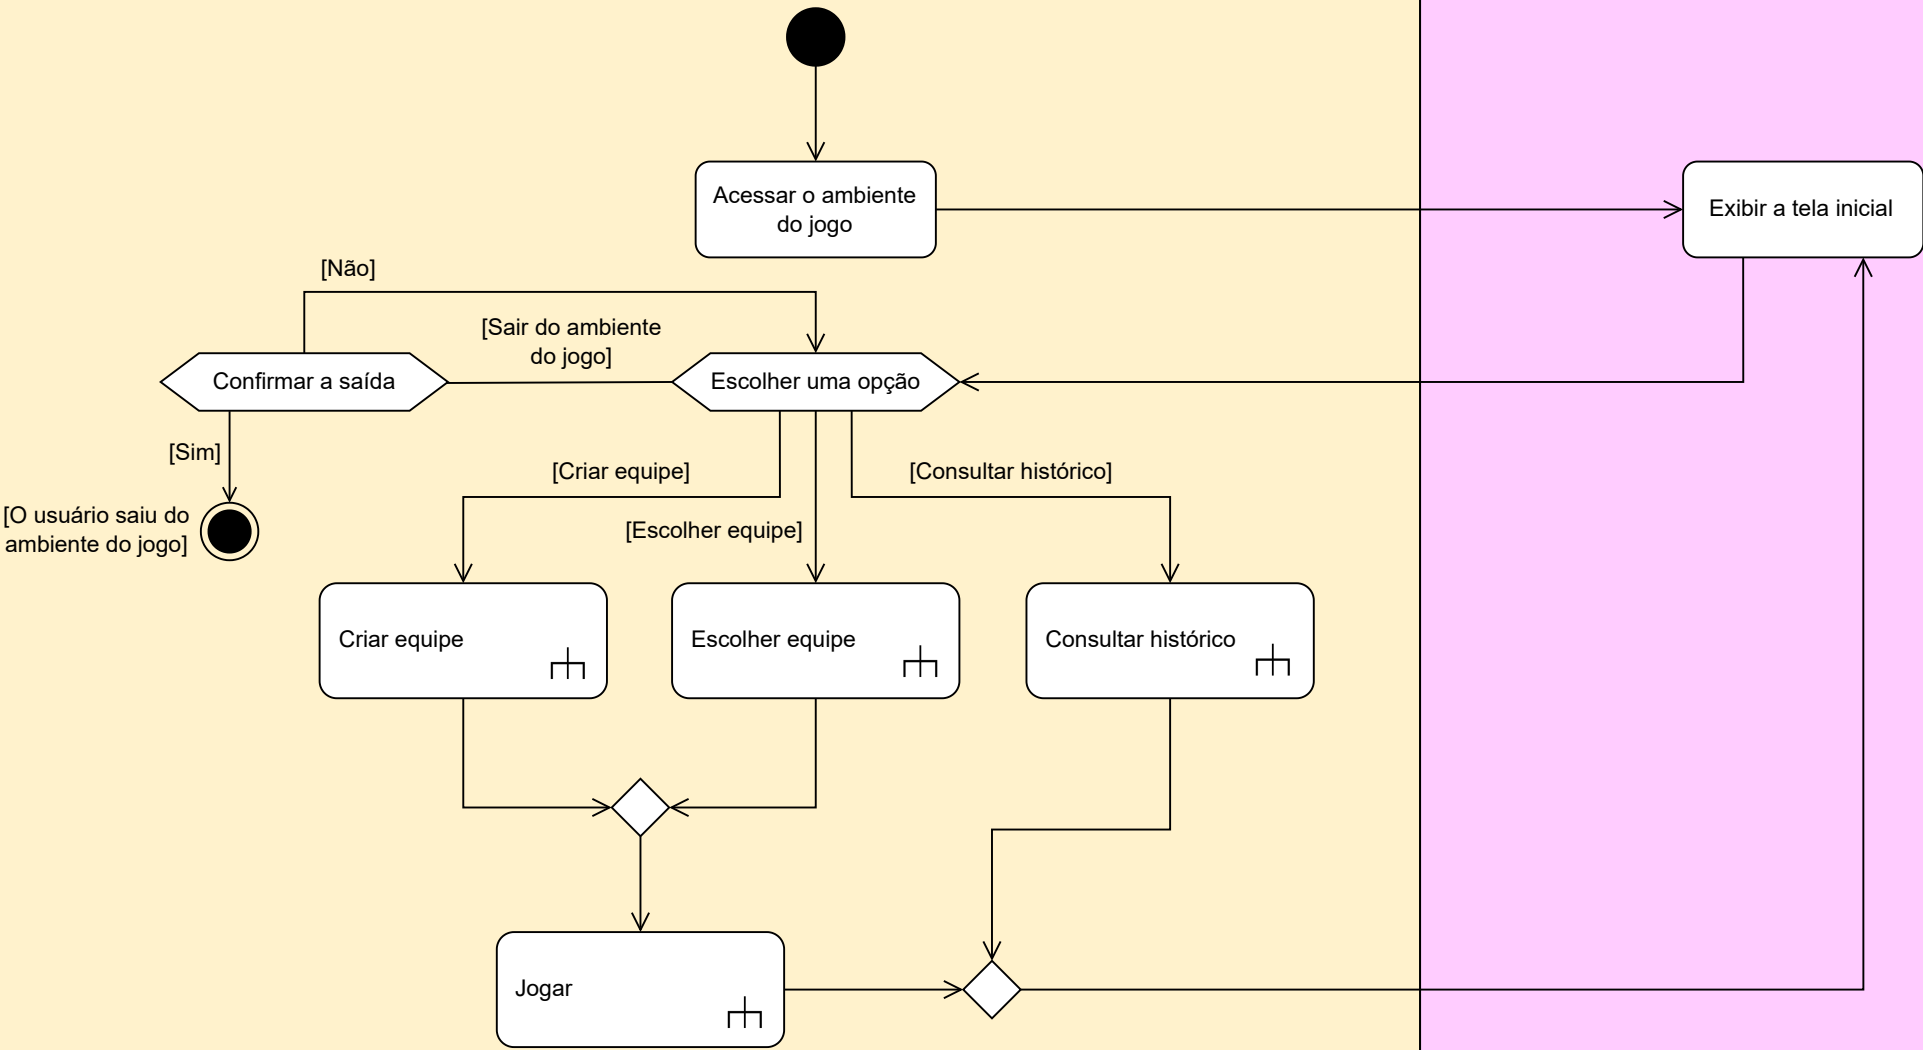 Acessar o ambiente
do jogo
Exibir a tela inicial
[Não]
[Sair do ambiente
do jogo]
Confirmar a saída
Escolher uma opção
[Sim]
[Criar equipe]
[Consultar histórico]
[O usuário saiu do
ambiente do jogo]
[Escolher equipe]
Criar equipe
Escolher equipe
Consultar histórico
Jogar